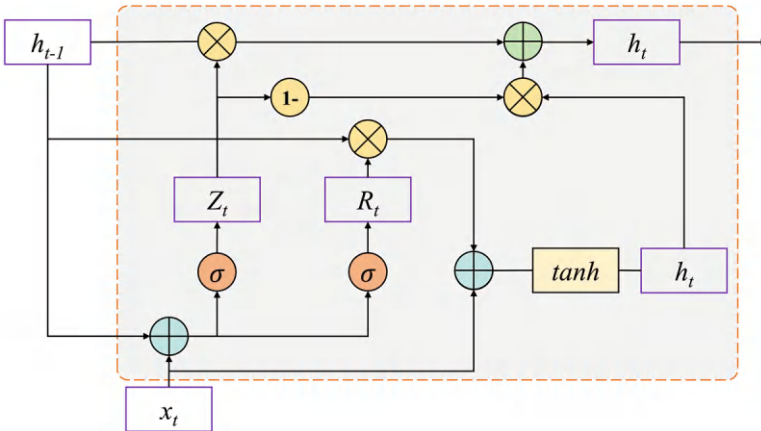 h_{t-1}
h_t
1-
Z_t
R_t
σ
σ
tanh
h_t
x_t